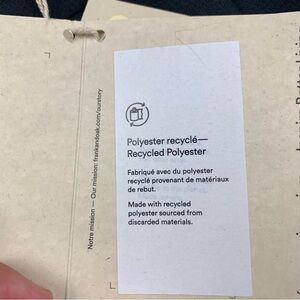 Notre mission — Our mission: frankandoak.com/ourstory
Polyester recyclé—
Recycled Polyester
Fabriqué avec du polyester
recyclé provenant de matériaux
de rebut.
Made with recycled
polyester sourced from
discarded materials.